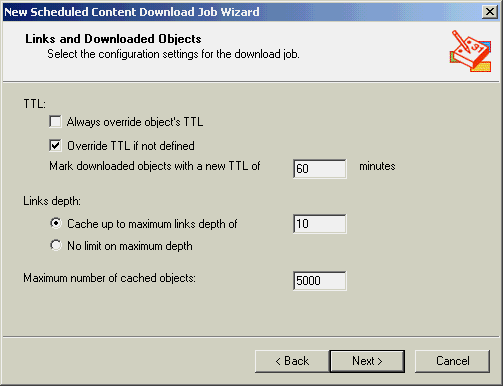 New Scheduled Content Download Job Wizard
Links and Downloaded Objects
Select the configuration settings for the download job.
31
TTL:
Always override object's TTL
Override TTL if not defined
Mark downloaded objects with a new TTL of 60 minutes
Links depth:
Cache up to maximum links depth of 10
No limit on maximum depth
Maximum number of cached objects: 5000
< Back Next > Cancel